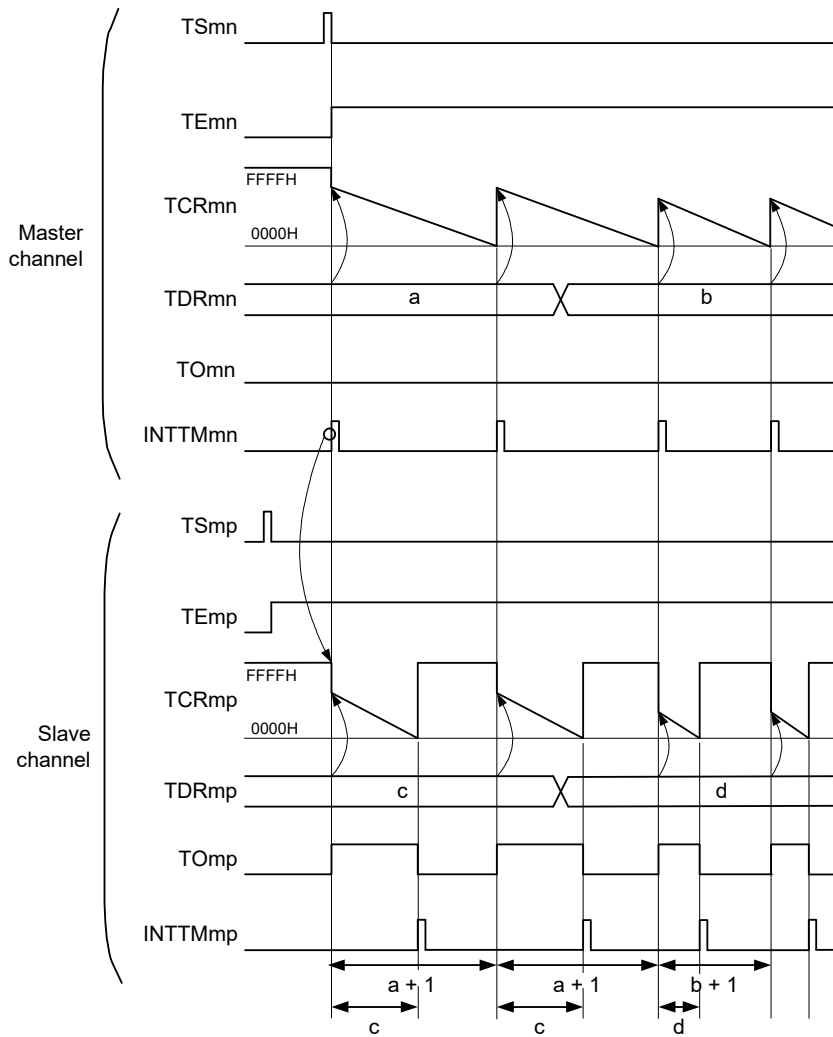 TSmn
TEmn
FFFFH
TCRmn
0000H
Master
channel
TDRmn
a
b
TOmn
INTTMmn
TSmp
TEmp
FFFFH
TCRmp
0000H
Slave
channel
TDRmp
c
d
TOmp
INTTMmp
a + 1
a + 1
b + 1
c
c
d